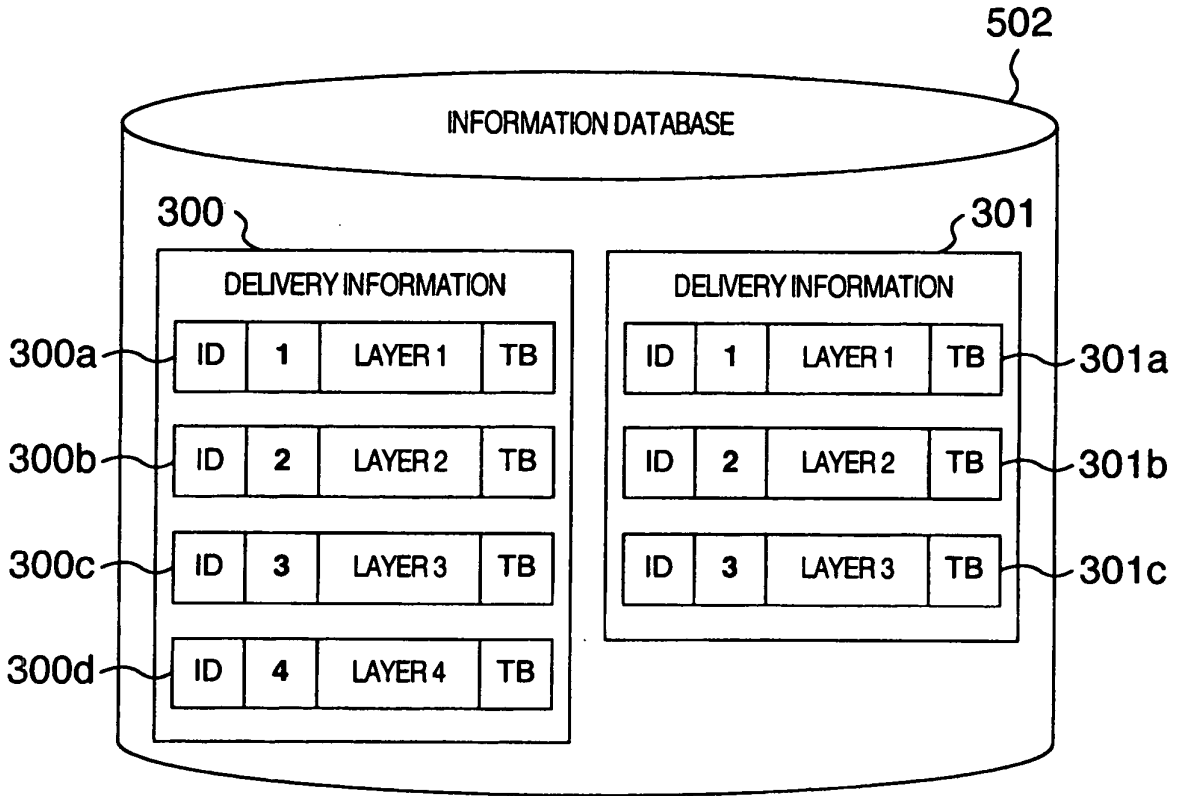 502
INFORMATION DATABASE
300
301
DELIVERY INFORMATION
300a ID 1 LAYER 1 TB
300b ID 2 LAYER 2 TB
300c ID 3 LAYER 3 TB
300d ID 4 LAYER 4 TB
DELIVERY INFORMATION
ID 1 LAYER 1 TB 301a
ID 2 LAYER 2 TB 301b
ID 3 LAYER 3 TB 301c